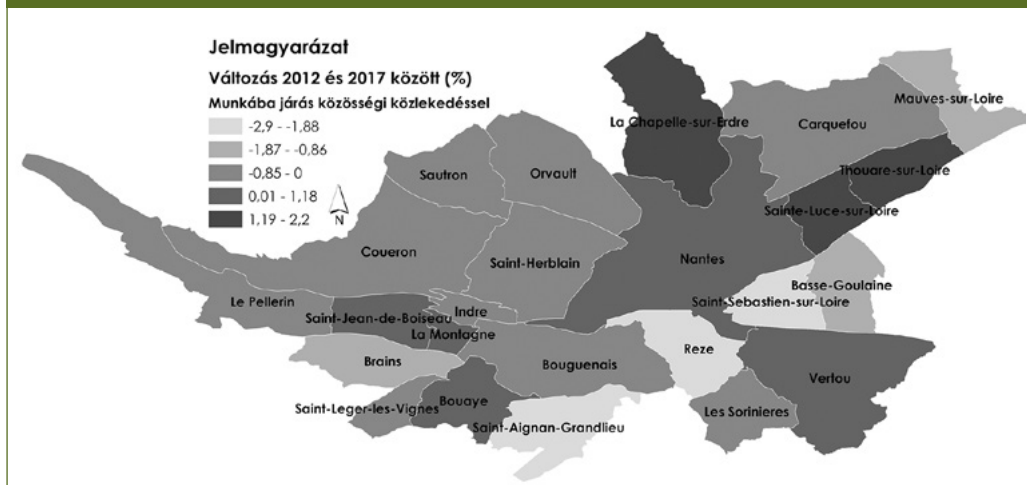 Jelmagyarázat
Változás 2012 és 2017 között (%)
Munkába járás közösségi közlekedéssel
-2,9 - -1,88
-1,87 - -0,86
-0,85 - 0
0,01 - 1,18
1,19 - 2,2
N
La Chapelle-sur-Erdre
Mauves-sur-Loire
Carquefou
Thouare-sur-Loire
Sautron
Orvault
Sainte-Luce-sur-Loire
Coueron
Saint-Herblain
Nantes
Basse-Goulaine
Saint-Sebastien-sur-Loire
Le Pellerin
Saint-Jean-de-Boiseau
Indre
La Montagne
Brains
Bouguenais
Reze
Vertou
Saint-Leger-les-Vignes
Bouaye
Saint-Aignan-Grandlieu
Les Sorinieres